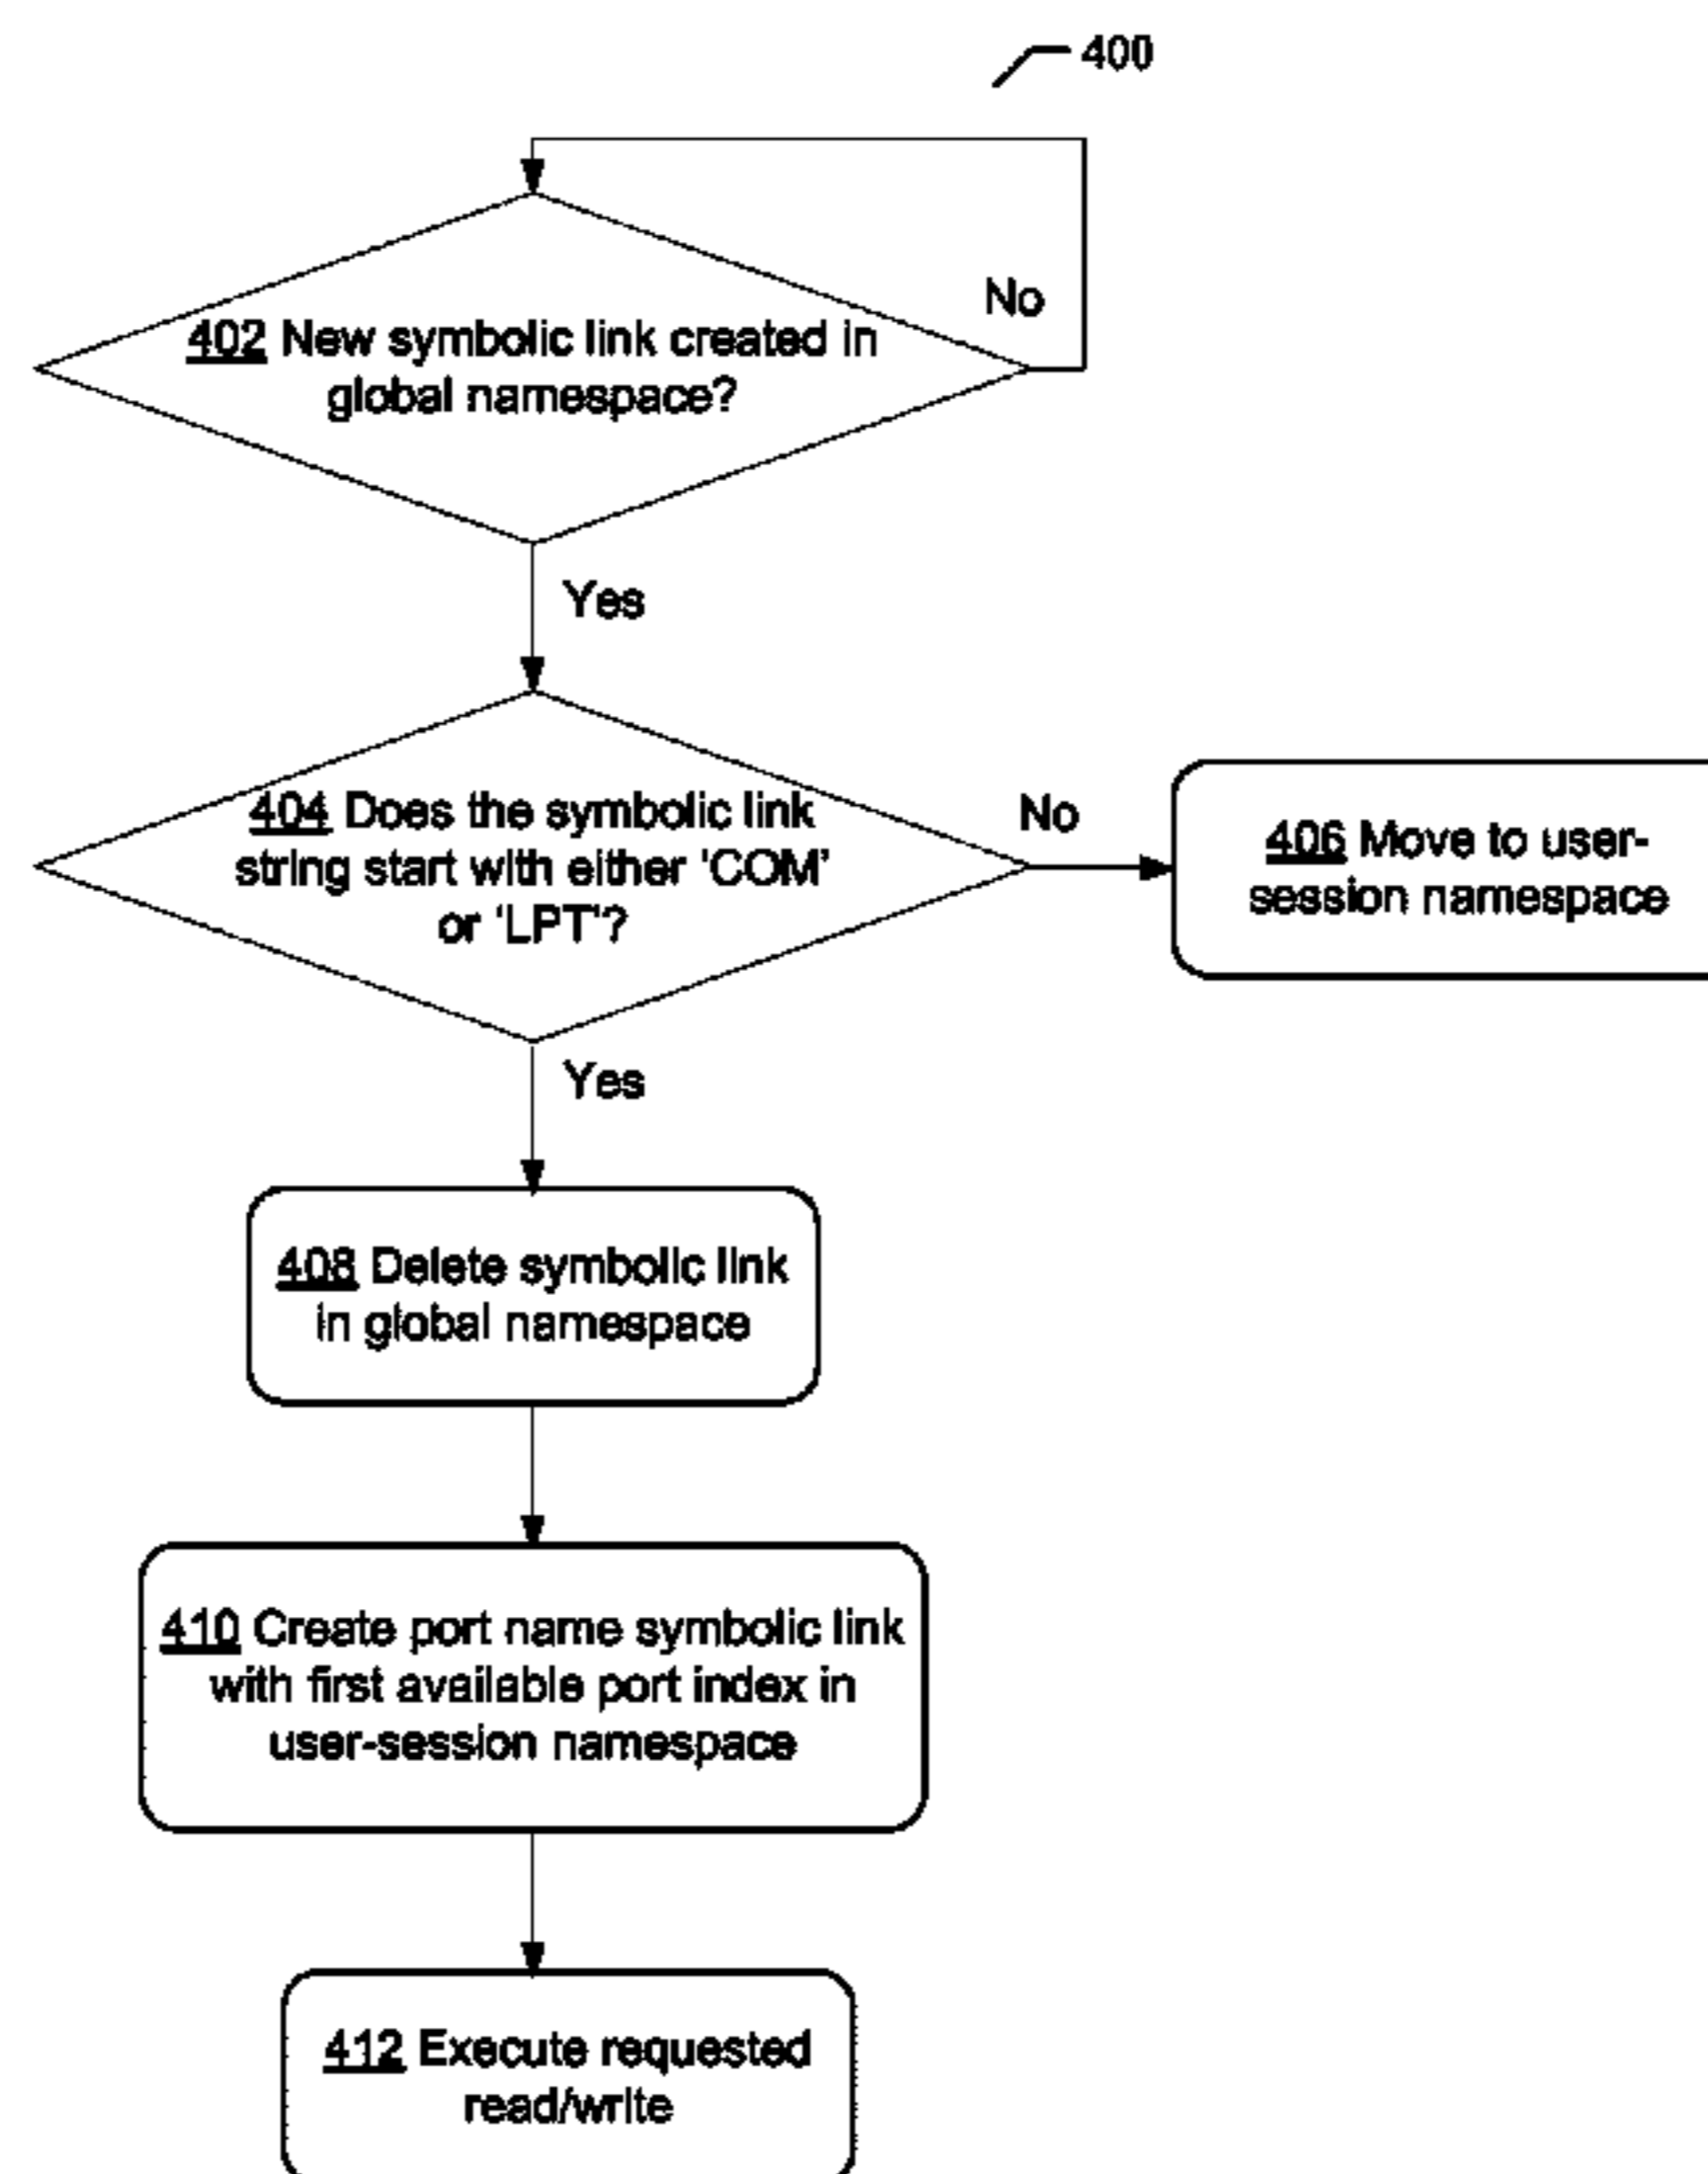 400
No
402 New symbolic link created in
global namespace?
Yes
404 Does the symbolic link
string start with either ‘COM’
or ‘LPT’?
No
406 Move to user-
session namespace
Yes
408 Delete symbolic link
in global namespace
410 Create port name symbolic link
with first available port index in
user-session namespace
412 Execute requested
read/write